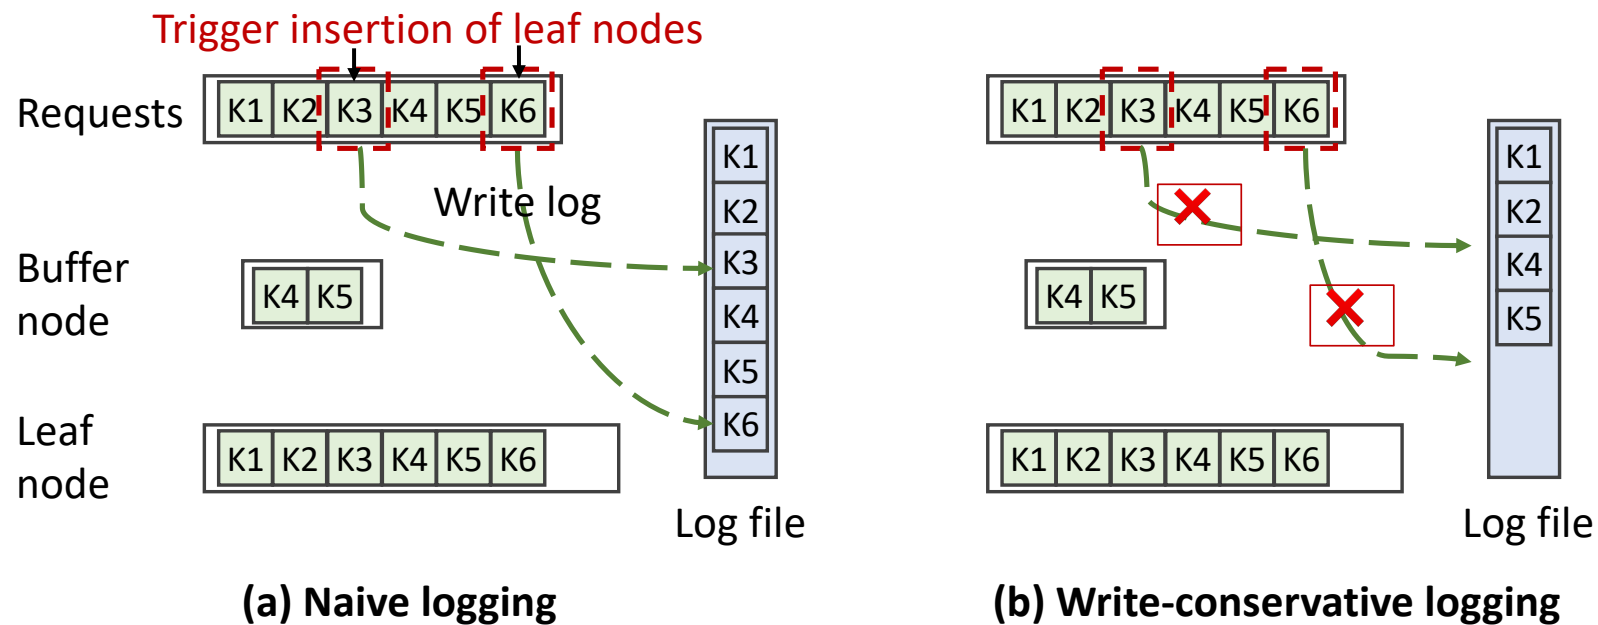 Trigger insertion of leaf nodes
Requests
K1 K2 K3 K4 K5 K6
Write log
Buffer
node
K4 K5
Leaf
node
K1 K2 K3 K4 K5 K6
K1
K2
K3
K4
K5
K6
Log file
(a) Naive logging
K1 K2 K3 K4 K5 K6
K4 K5
K1 K2 K3 K4 K5 K6
K1
K2
K4
K5
Log file
(b) Write-conservative logging